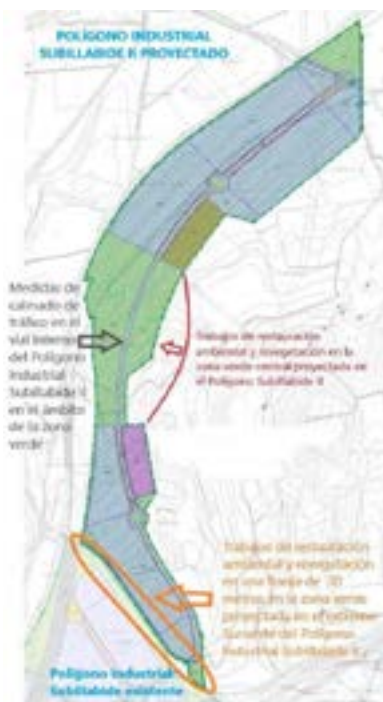 POLÍGONO INDUSTRIAL
SUBILLABIDE II PROYECTADO
Medidas de
calmado de
tráfico en el
vial interno
del Polígono
Industrial
Subillabide II
en el ámbito
de la zona
verde
Trabajos de restauración
ambiental y revegetación en la
zona verde central proyectada en
el Polígono Subillabide II
Trabajos de restauración
ambiental y revegetación
en una franja de 30
metros en la zona verde
proyectada en el extremo
del Polígono
Industrial Subillabide II
Polígono Industrial
Subillabide existente